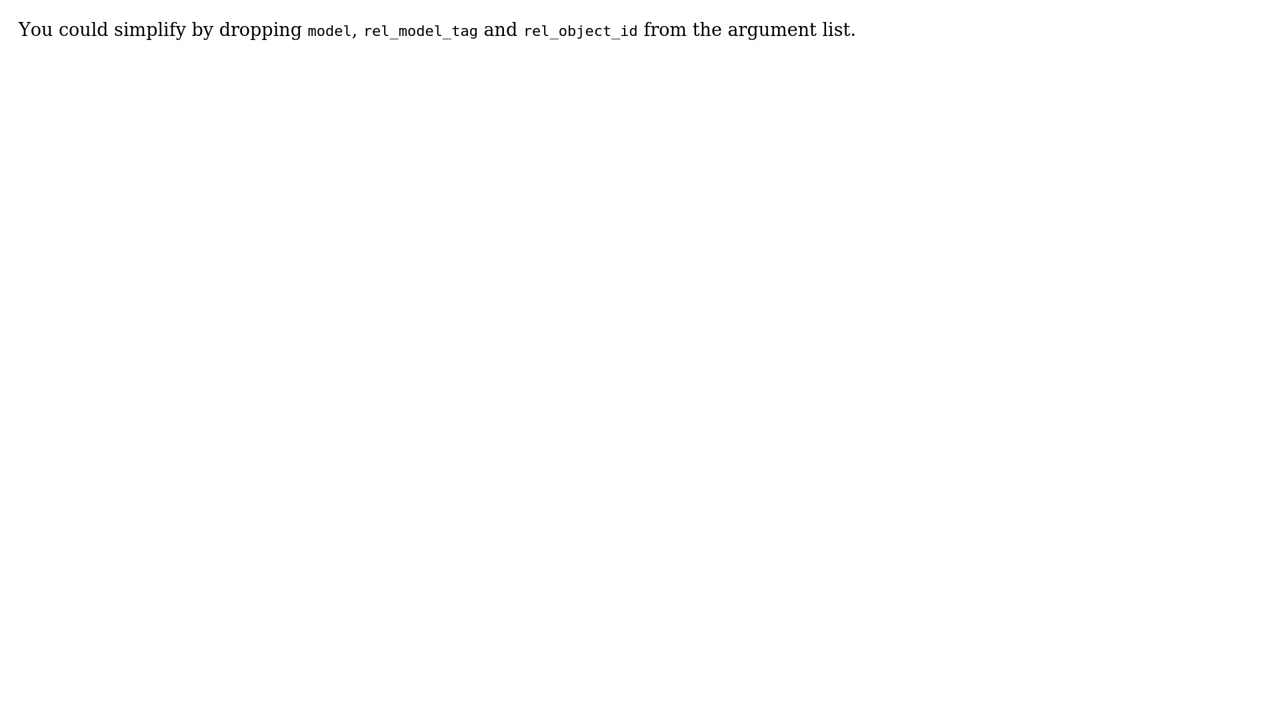 You could simplify by dropping model, rel_model_tag and rel_object_id from the argument list.